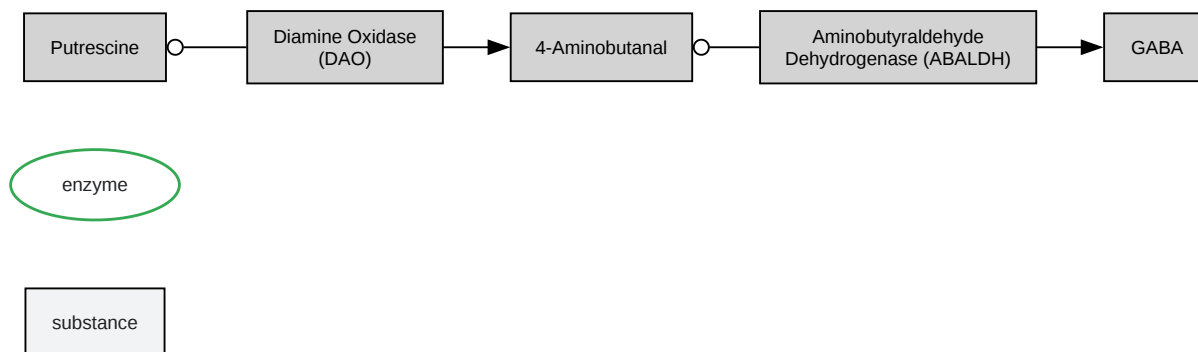 Putrescine
Diamine Oxidase
(DAO)
4-Aminobutanal
Aminobutyraldehyde
Dehydrogenase (ABALDH)
GABA
enzyme
substance